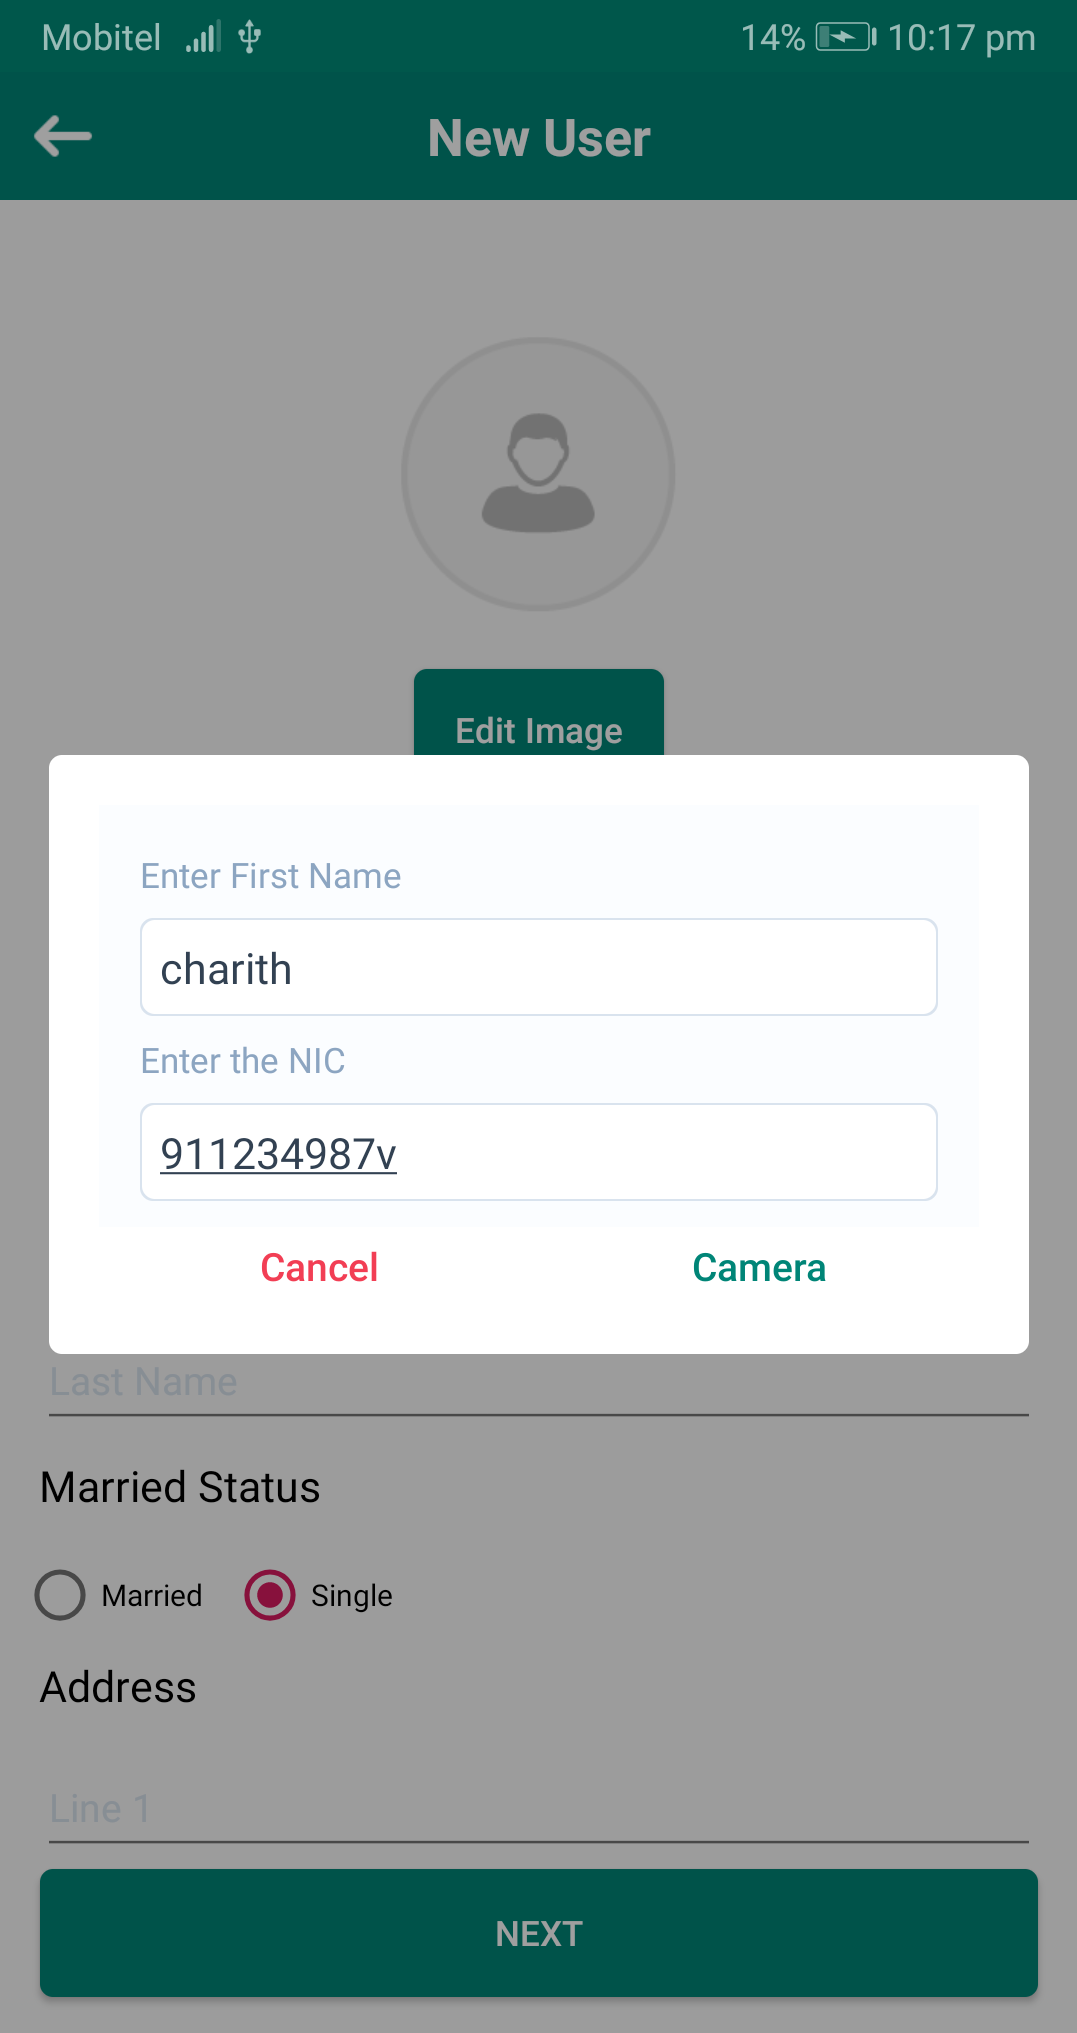 Mobitel 14% 10:17 pm
New User
Edit Image
Enter First Name
charith
Enter the NIC
911234987v
Cancel Camera
Last Name
Married Status
Married Single
Address
Line 1
NEXT